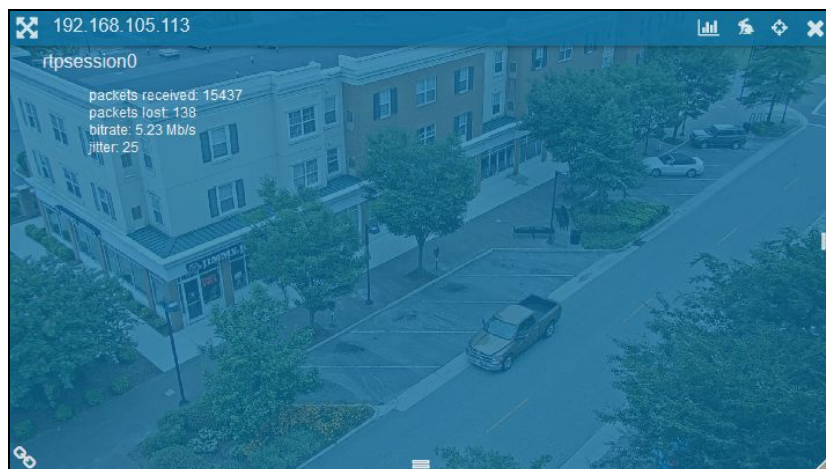 192.168.105.113
rtpsession0
packets received: 15437
packets lost: 138
bitrate: 5.23 Mb/s
jitter: 25